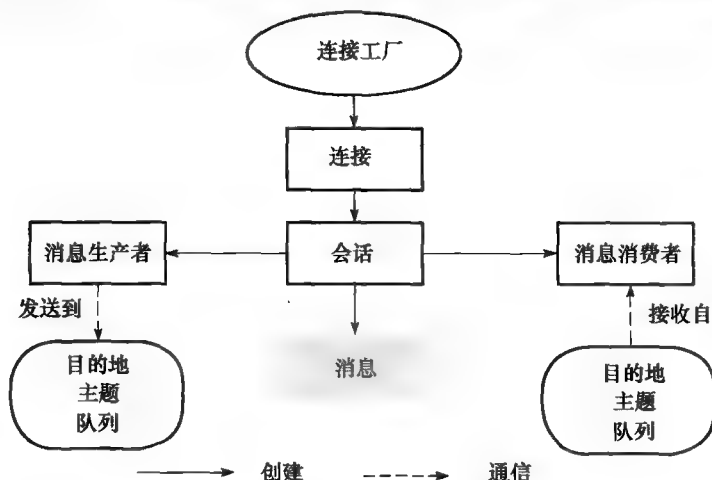 连接工厂
连接
消息生产者
会话
消息消费者
发送到
接收自
目的地
主题
队列
消息
目的地
主题
队列
创建
通信